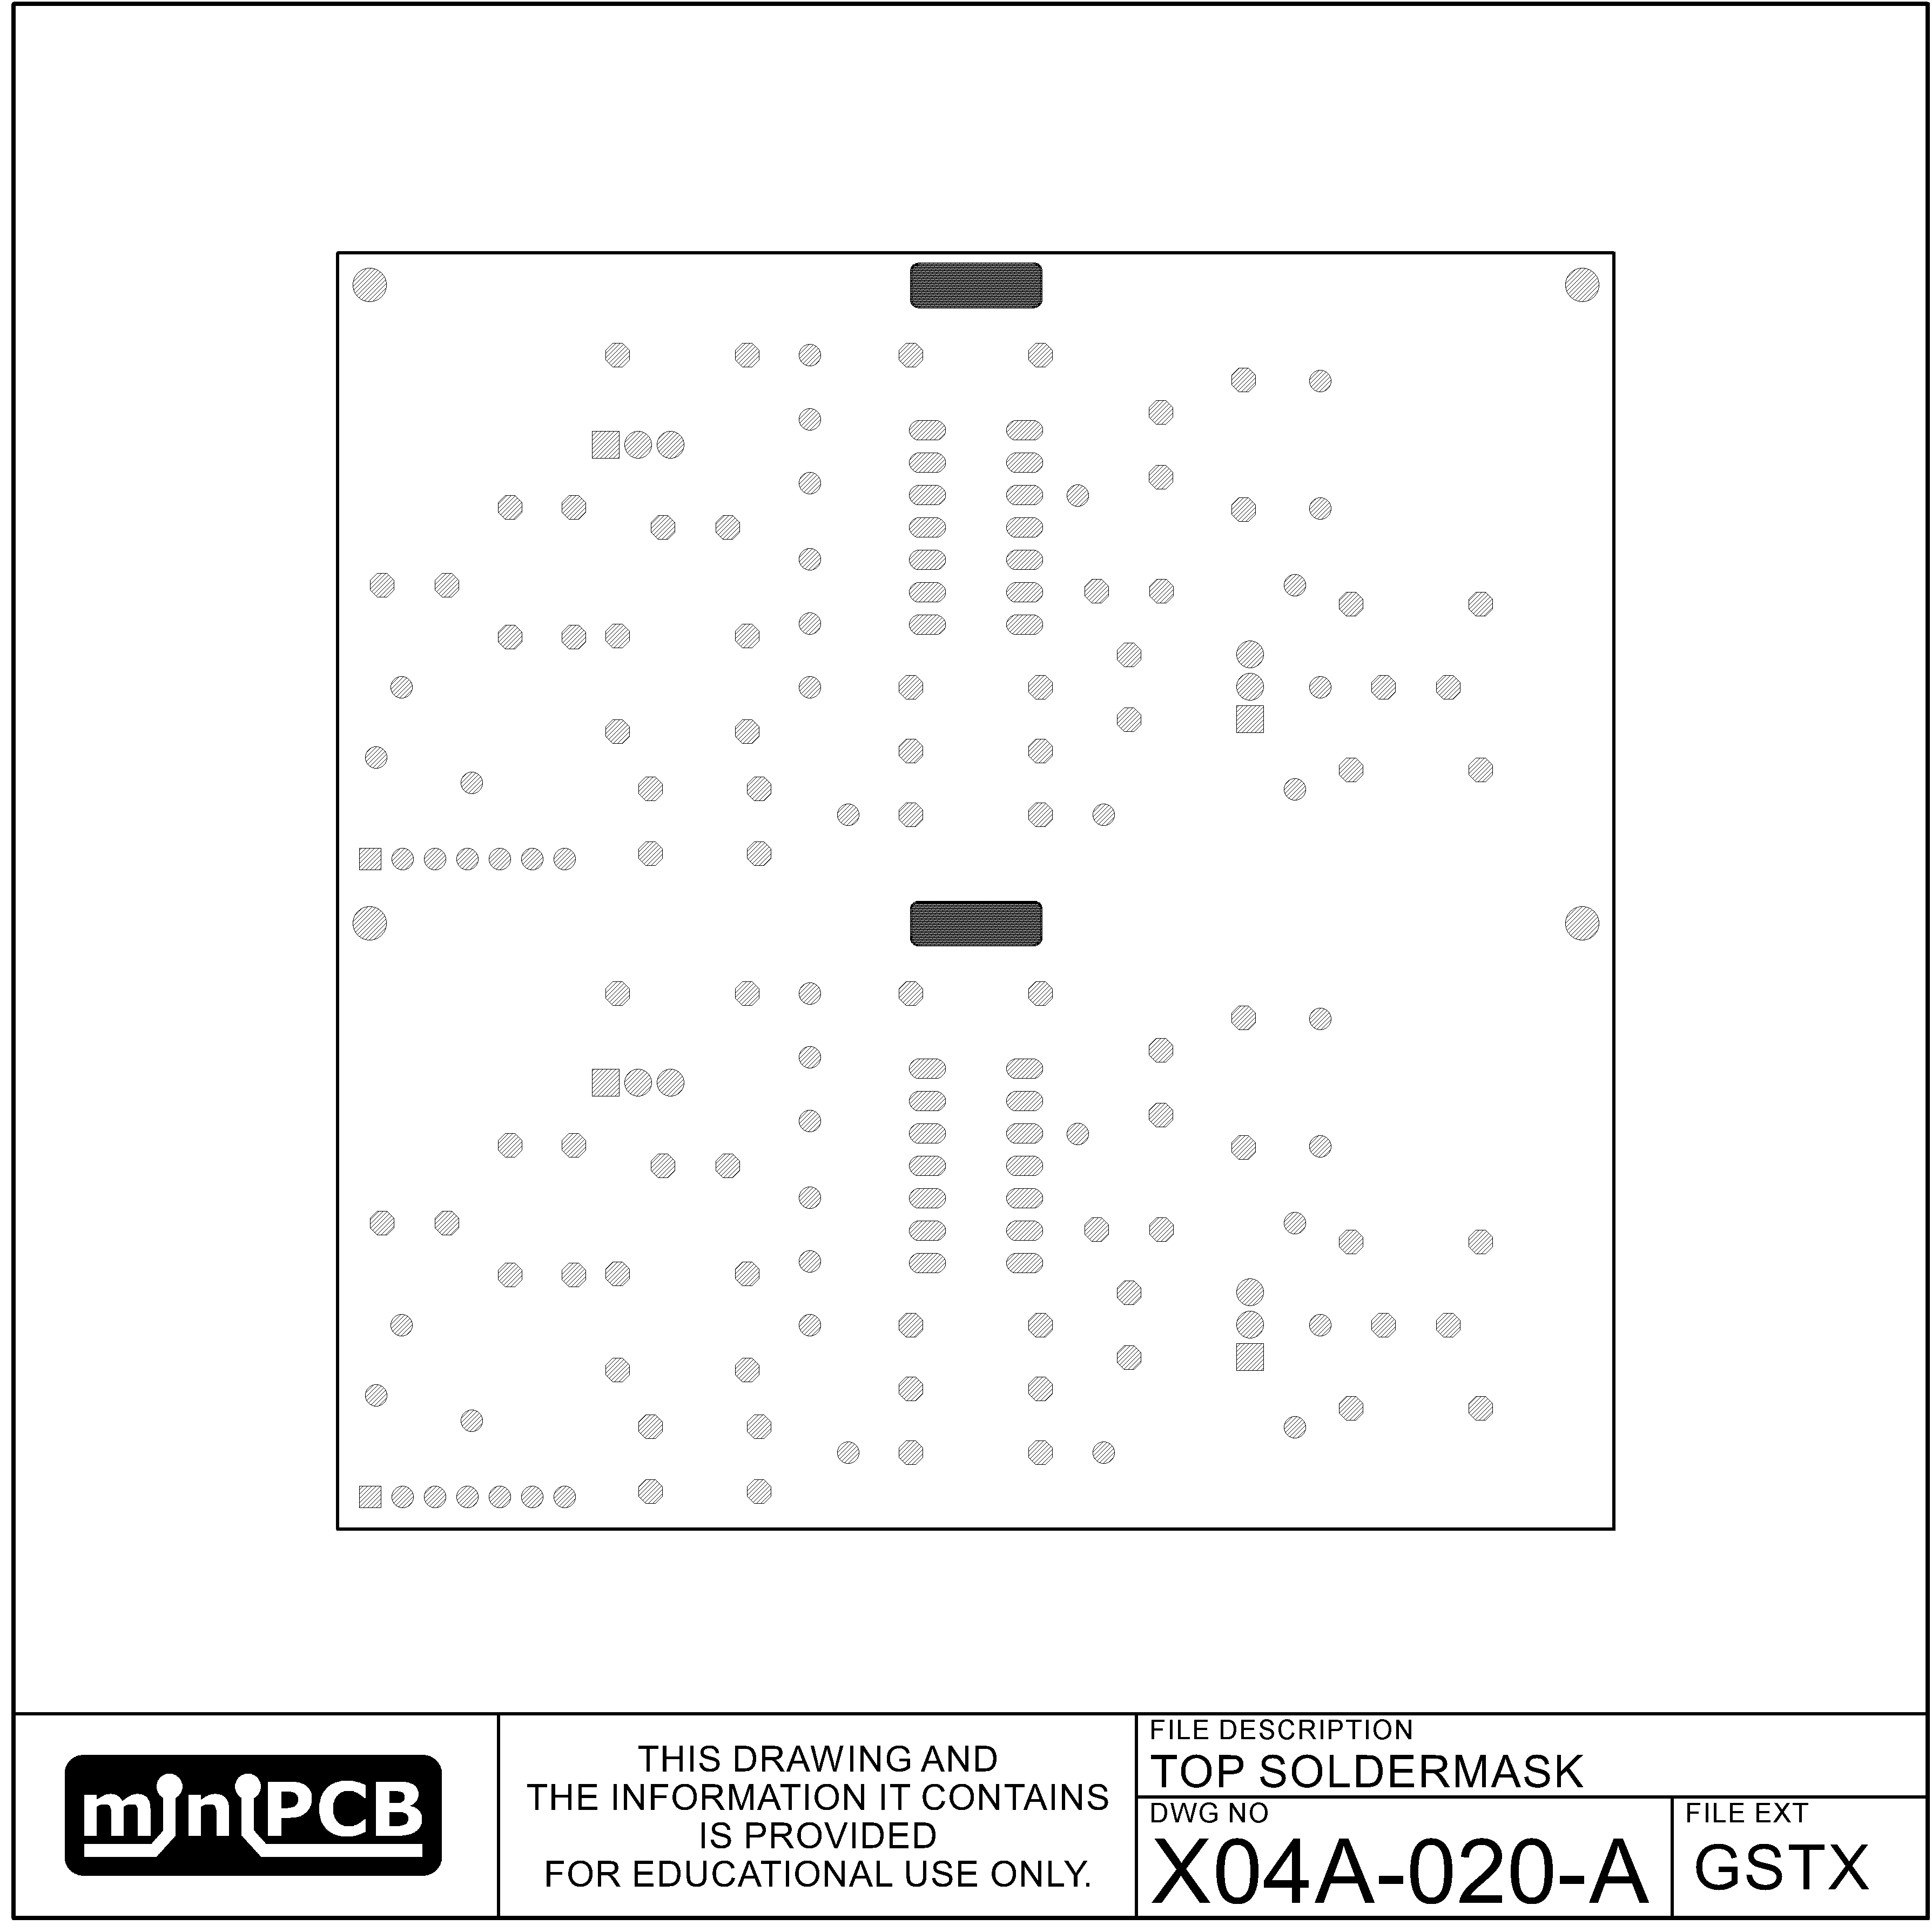 miniPCB
THIS DRAWING AND
THE INFORMATION IT CONTAINS
IS PROVIDED
FOR EDUCATIONAL USE ONLY.
FILE DESCRIPTION
TOP SOLDERMASK
DWG NO
X04A-020-A
FILE EXT
GSTX